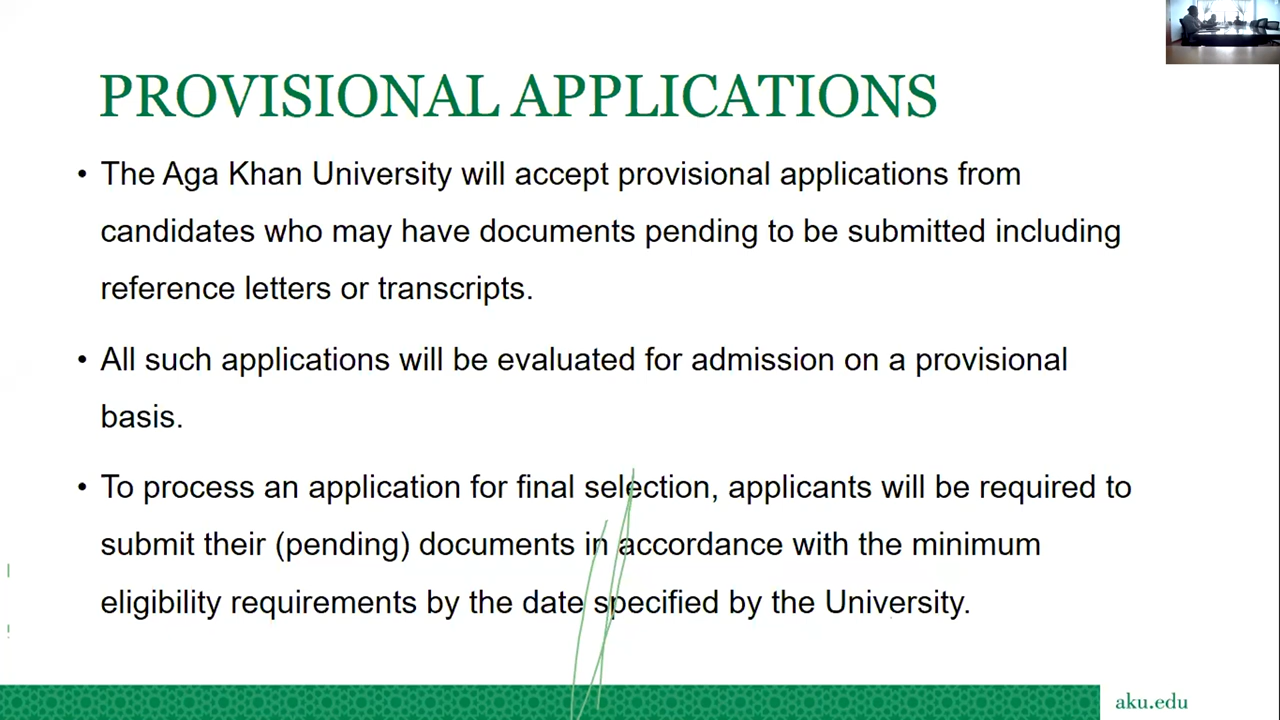 PROVISIONAL APPLICATIONS
• The Aga Khan University will accept provisional applications from
candidates who may have documents pending to be submitted including
reference letters or transcripts.
• All such applications will be evaluated for admission on a provisional
basis.
• To process an application for final selection, applicants will be required to
submit their (pending) documents in accordance with the minimum
eligibility requirements by the date specified by the University.
aku.edu